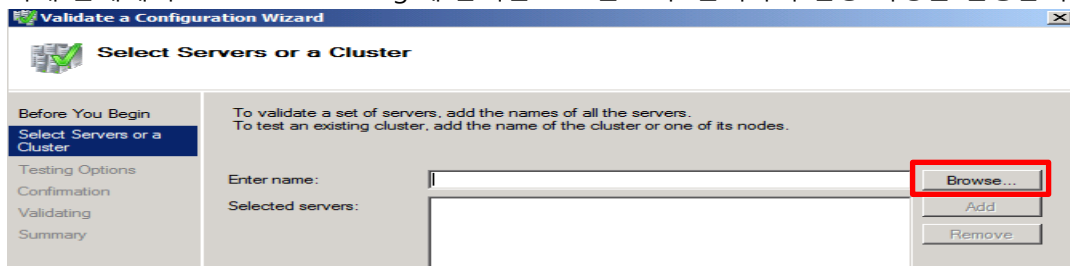 Validate a Configuration Wizard
Select Servers or a Cluster
Before You Begin
Select Servers or a
Cluster
Testing Options
Confirmation
Validating
Summary
To validate a set of servers, add the names of all the servers.
To test an existing cluster, add the name of the cluster or one of its nodes.
Enter name:
Browse...
Selected servers:
Add
Remove